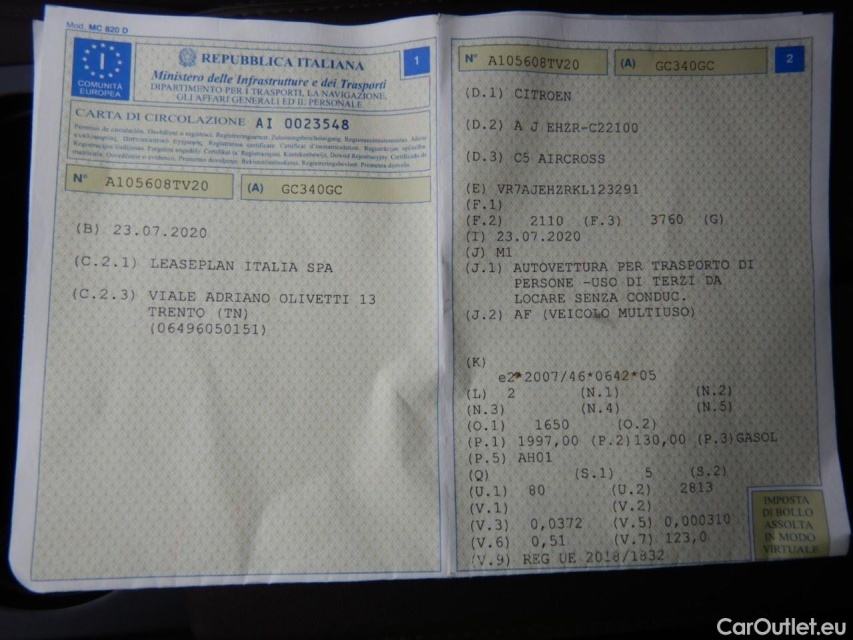 Mod. MC 820 D
I
COMUNITÀ
EUROPEA
REPUBBLICA ITALIANA
1
Ministero delle Infrastrutture e dei Trasporti
DIPARTIMENTO PER I TRASPORTI, LA NAVIGAZIONE,
GLI AFFARI GENERALI ED IL PERSONALE
CARTA DI CIRCOLAZIONE AI 0023548
N° A105608TV20 (A) GC340GC
(B) 23.07.2020
(C.2.1) LEASEPLAN ITALIA SPA
(C.2.3) VIALE ADRIANO OLIVETTI 13
TRENTO (TN)
(06496050151)
N° A105608TV20 (A) GC340GC 2
(D.1) CITROEN
(D.2) A J EHZR-C22100
(D.3) C5 AIRCROSS
(E) VR7AJEHZRKL123291
(F.1)
(F.2) 2110 (F.3) 3760 (G)
(I) 23.07.2020
(J) M1
(J.1) AUTOVETTURA PER TRASPORTO DI
PERSONE -USO DI TERZI DA
LOCARE SENZA CONDUC.
(J.2) AF (VEICOLO MULTIUSO)
(K)
e2*2007/46*0642*05
(L) 2 (N.1) (N.2)
(N.3) (N.4) (N.5)
(O.1) 1650 (O.2)
(P.1) 1997,00 (P.2)130,00 (P.3)GASOL
(P.5) AH01
(Q) (S.1) 5 (S.2)
(U.1) 80 (U.2) 2813
(V.1) (V.2)
(V.3) 0,0372 (V.5) 0,000310
(V.6) 0,51 (V.7) 123,0
(V.9) REG UE 2018/1832
IMPOSTA
DI BOLLO
ASSOLTA
IN MODO
VIRTUALE
CarOutlet.eu